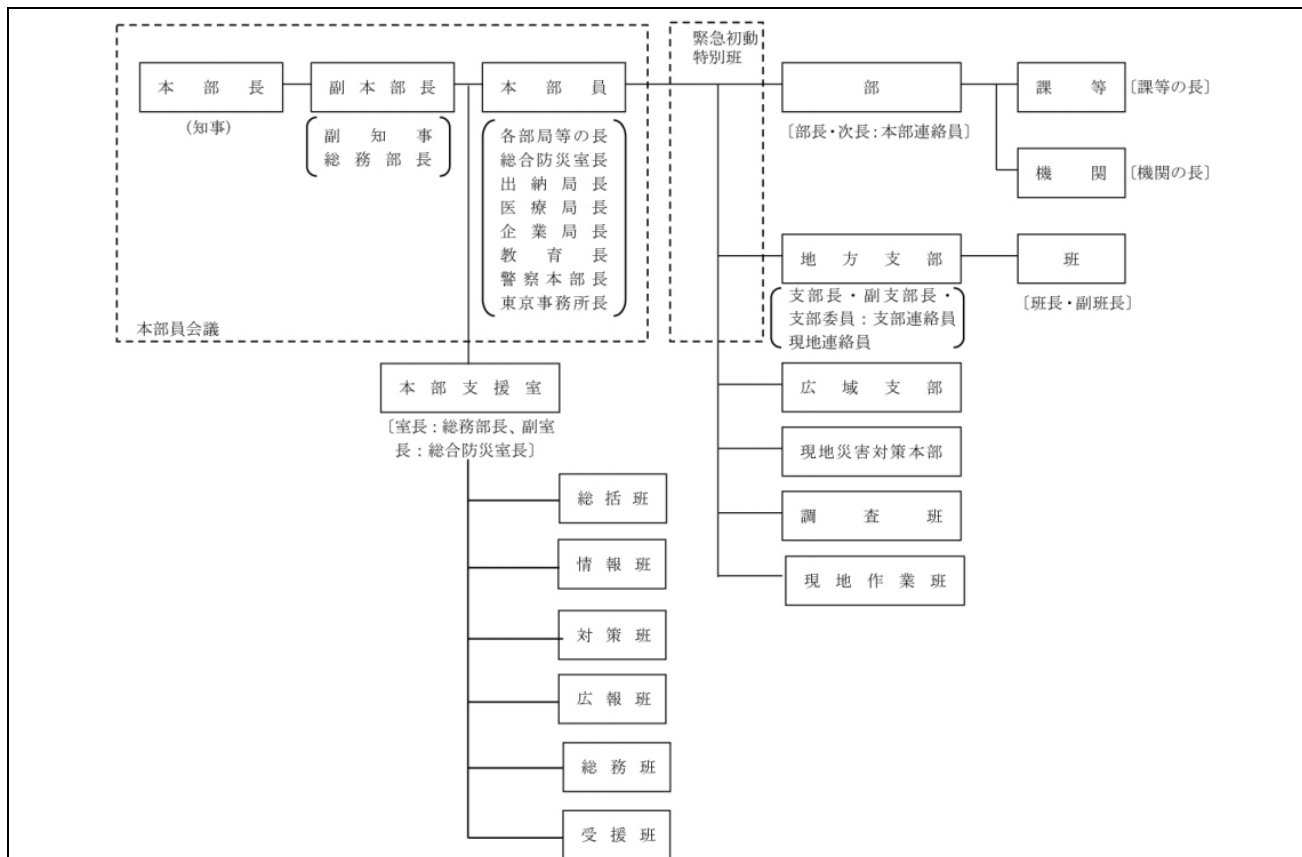 緊急初動
特別班
本部長
副本部長
本部員
部
課等
〔課等の長〕
(知事)
副知事
総務部長
各部局等の長
総合防災室長
出納局長
医療局長
企業局長
教育長
警察本部長
東京事務所長
〔部長・次長:本部連絡員〕
機関
〔機関の長〕
地方支部
班
支部長・副支部長・
支部委員:支部連絡員
現地連絡員
〔班長・副班長〕
本部員会議
本部支援室
〔室長:総務部長、副室
長:総合防災室長〕
広域支部
現地災害対策本部
調査班
現地作業班
総括班
情報班
対策班
広報班
総務班
受援班